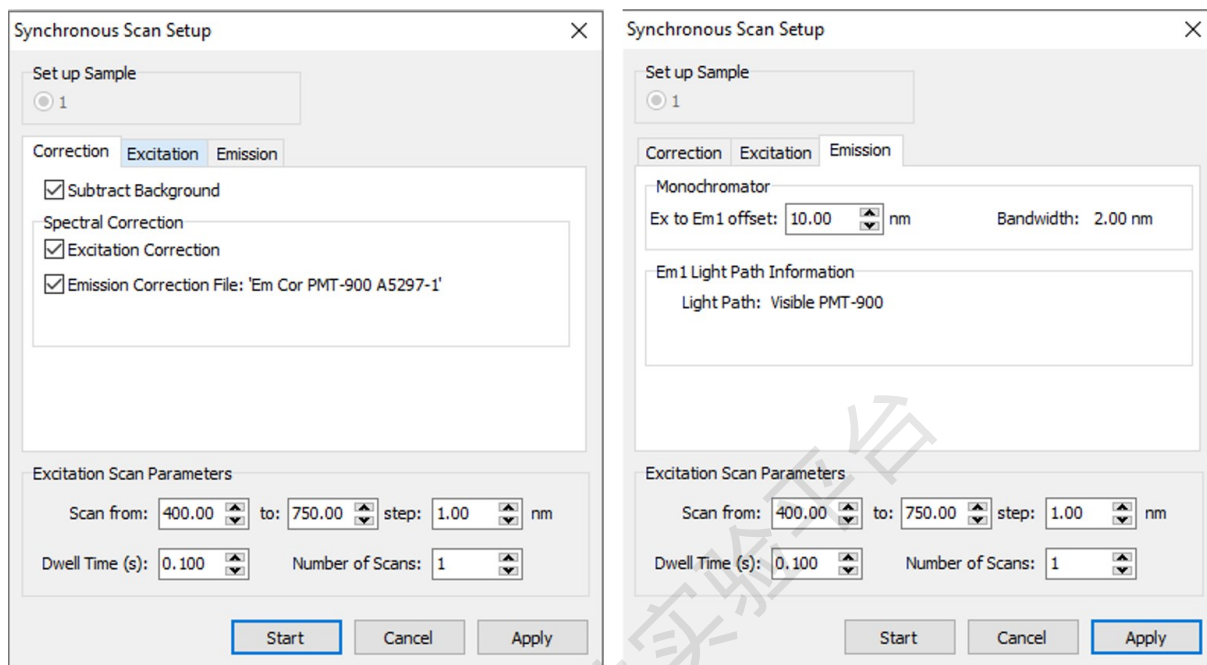 Synchronous Scan Setup
Set up Sample
1
Correction Excitation Emission
Subtract Background
Spectral Correction
Excitation Correction
Emission Correction File: 'Em Cor PMT-900 A5297-1'
Excitation Scan Parameters
Scan from: 400.00 to: 750.00 step: 1.00 nm
Dwell Time (s): 0.100 Number of Scans: 1
Start Cancel Apply
Synchronous Scan Setup
Set up Sample
1
Correction Excitation Emission
Monochromator
Ex to Em1 offset: 10.00 nm Bandwidth: 2.00 nm
Em1 Light Path Information
Light Path: Visible PMT-900
Excitation Scan Parameters
Scan from: 400.00 to: 750.00 step: 1.00 nm
Dwell Time (s): 0.100 Number of Scans: 1
Start Cancel Apply
实验平台